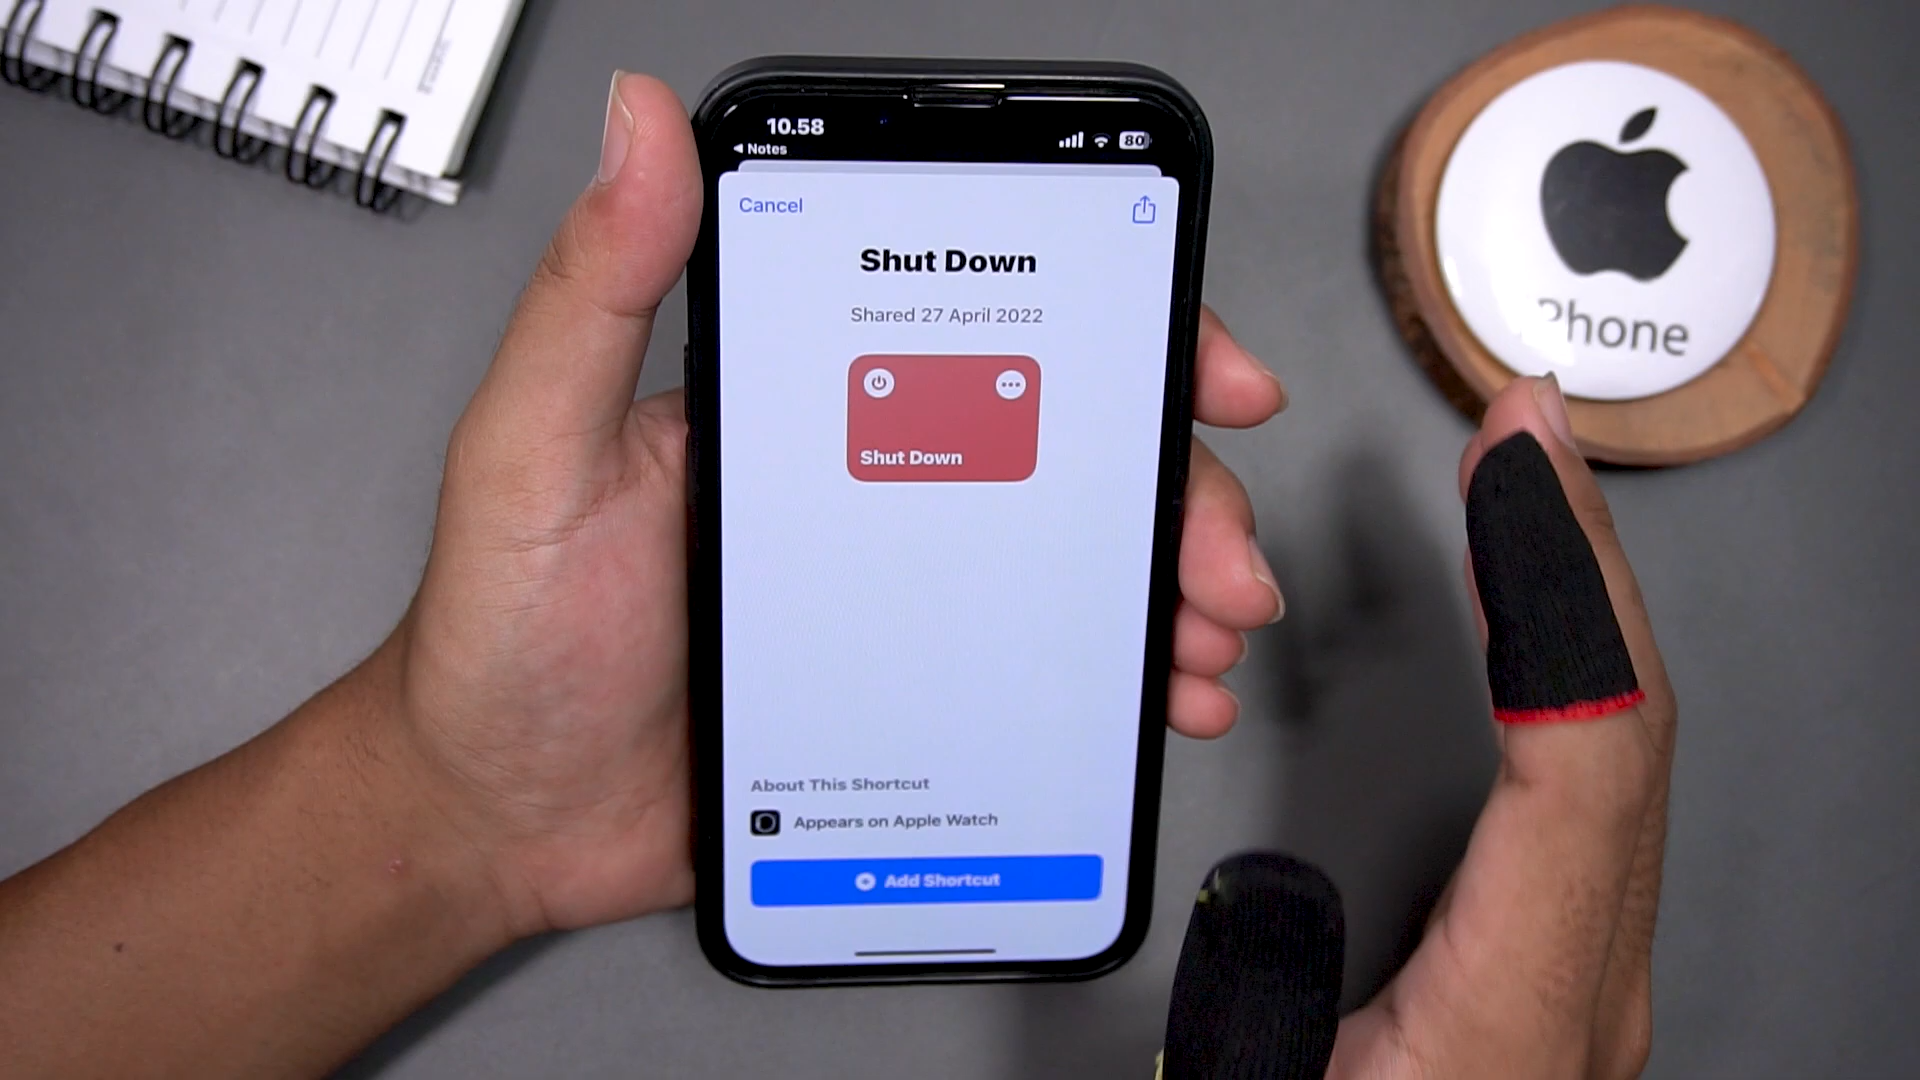 10.58
◀ Notes
80
Cancel
Shut Down
Shared 27 April 2022
Shut Down
About This Shortcut
Appears on Apple Watch
Add Shortcut
iPhone